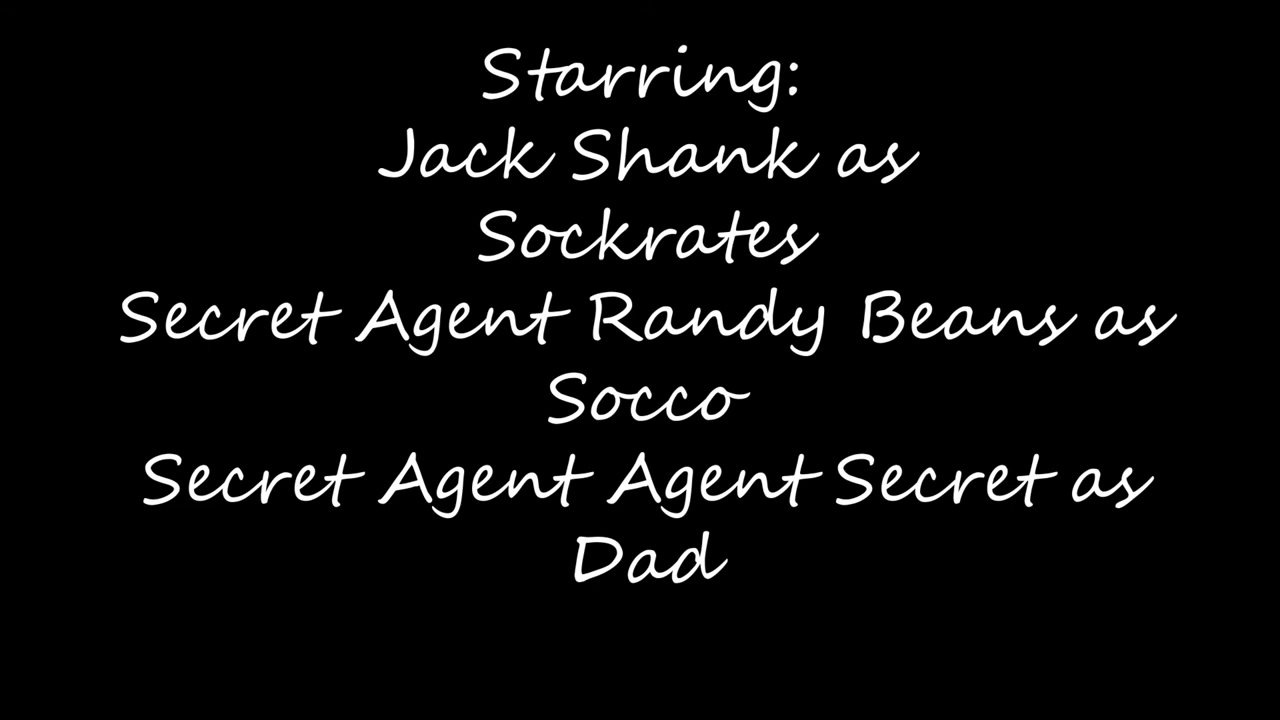 Starring:
Jack Shank as
Sockrates
Secret Agent Randy Beans as
Socco
Secret Agent Agent Secret as
Dad